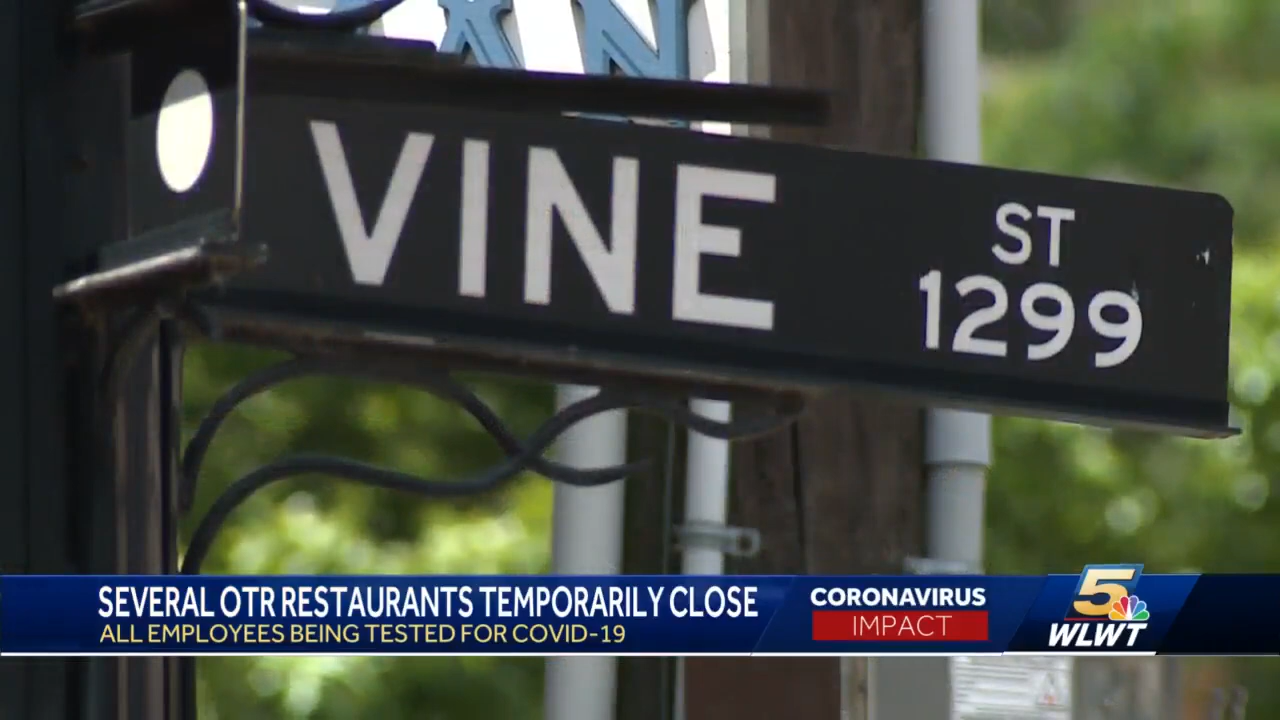 AN
VINE
ST
1299
SEVERAL OTR RESTAURANTS TEMPORARILY CLOSE
ALL EMPLOYEES BEING TESTED FOR COVID-19
CORONAVIRUS
IMPACT
5
WLWT